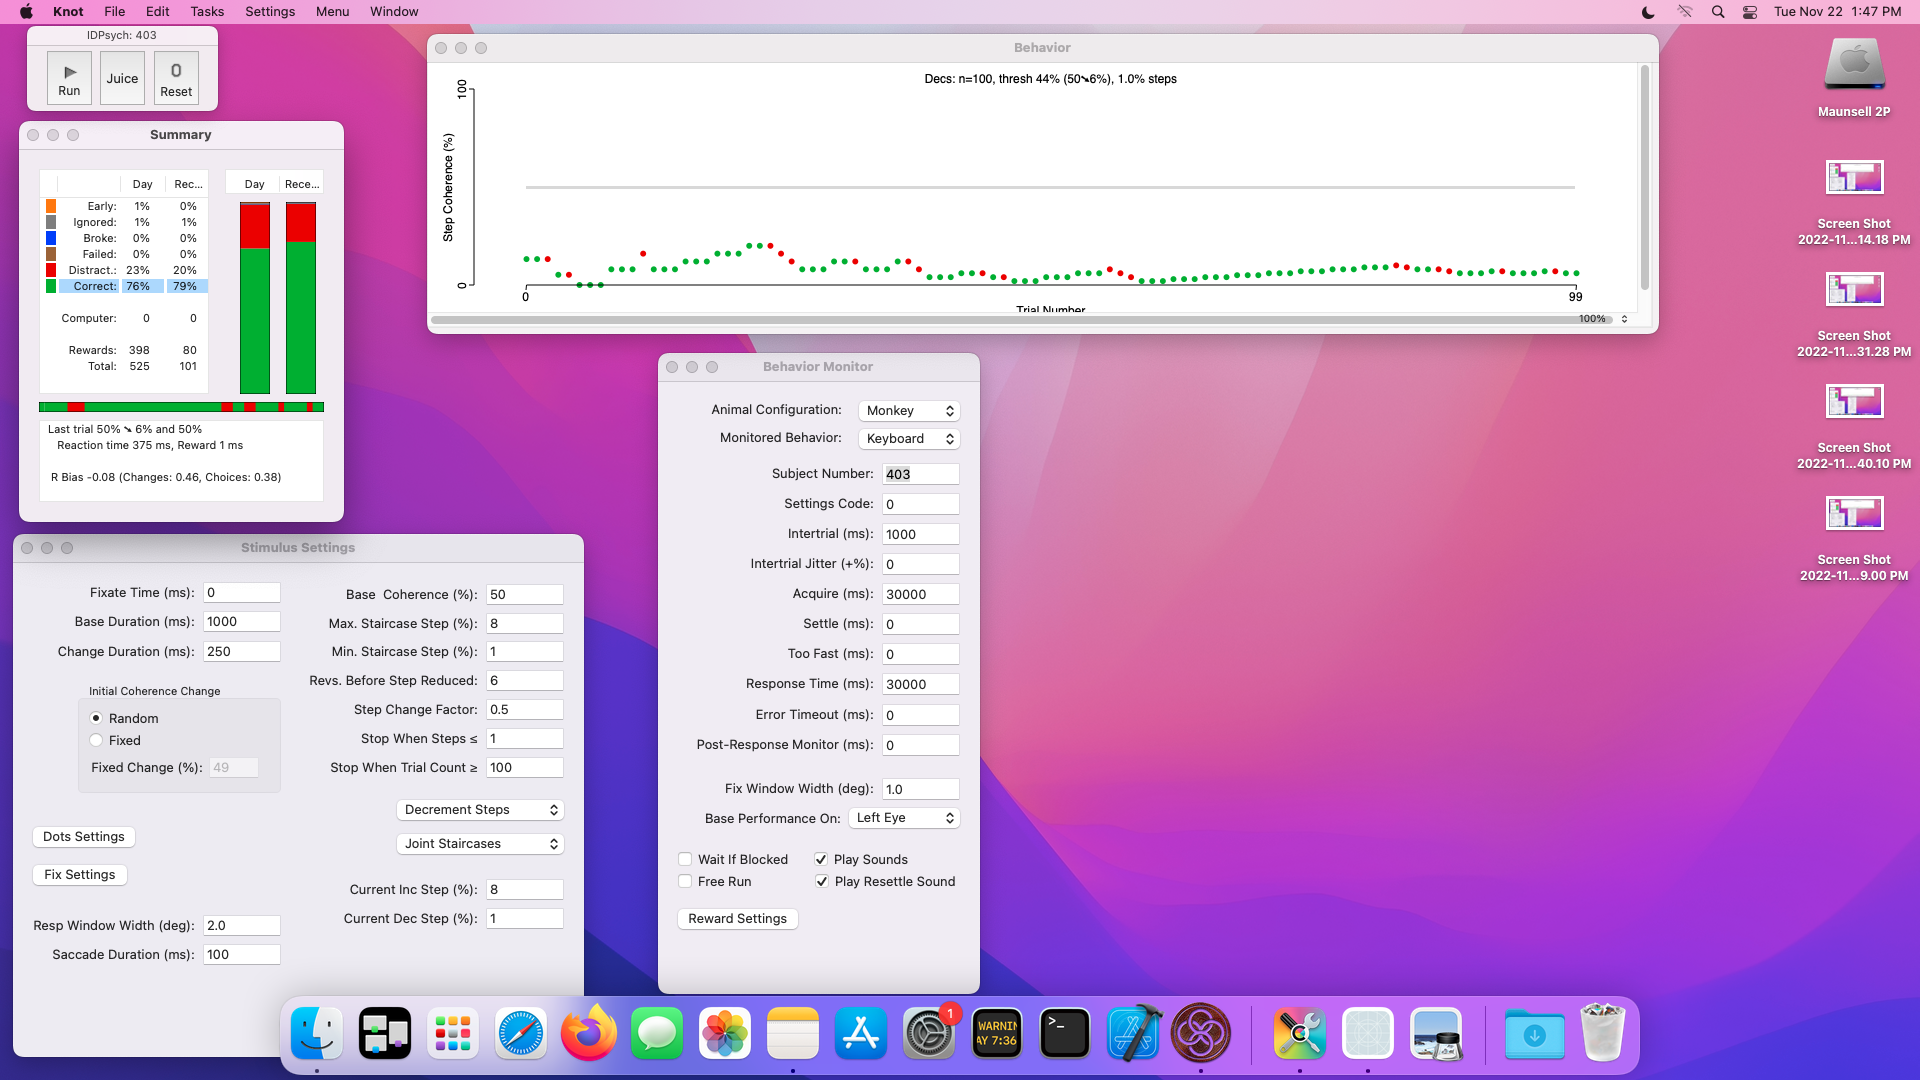 Knot File Edit Tasks Settings Menu Window
Tue Nov 22 1:47 PM
IDPsych: 403
Run
Juice
0
Reset
Summary
Day Rec...
Early: 1% 0%
Ignored: 1% 1%
Broke: 0% 0%
Failed: 0% 0%
Distract.: 23% 20%
Correct: 76% 79%
Computer: 0 0
Rewards: 398 80
Total: 525 101
Day Rece...
Last trial 50% ➘ 6% and 50%
Reaction time 375 ms, Reward 1 ms
R Bias -0.08 (Changes: 0.46, Choices: 0.38)
Behavior
Decs: n=100, thresh 44% (50➘6%), 1.0% steps
Step Coherence (%)
100
0
0
99
Trial Number
100%
Stimulus Settings
Fixate Time (ms): 0
Base Duration (ms): 1000
Change Duration (ms): 250
Initial Coherence Change
Random
Fixed
Fixed Change (%): 49
Dots Settings
Fix Settings
Resp Window Width (deg): 2.0
Saccade Duration (ms): 100
Base Coherence (%): 50
Max. Staircase Step (%): 8
Min. Staircase Step (%): 1
Revs. Before Step Reduced: 6
Step Change Factor: 0.5
Stop When Steps ≤ 1
Stop When Trial Count ≥ 100
Decrement Steps
Joint Staircases
Current Inc Step (%): 8
Current Dec Step (%): 1
Behavior Monitor
Animal Configuration: Monkey
Monitored Behavior: Keyboard
Subject Number: 403
Settings Code: 0
Intertrial (ms): 1000
Intertrial Jitter (+%): 0
Acquire (ms): 30000
Settle (ms): 0
Too Fast (ms): 0
Response Time (ms): 30000
Error Timeout (ms): 0
Post-Response Monitor (ms): 0
Fix Window Width (deg): 1.0
Base Performance On: Left Eye
Wait If Blocked
Play Sounds
Free Run
Play Resettle Sound
Reward Settings
Maunsell 2P
Screen Shot
2022-11...14.18 PM
Screen Shot
2022-11...31.28 PM
Screen Shot
2022-11...40.10 PM
Screen Shot
2022-11...9.00 PM
1
WARNIN
AY 7:36
>_